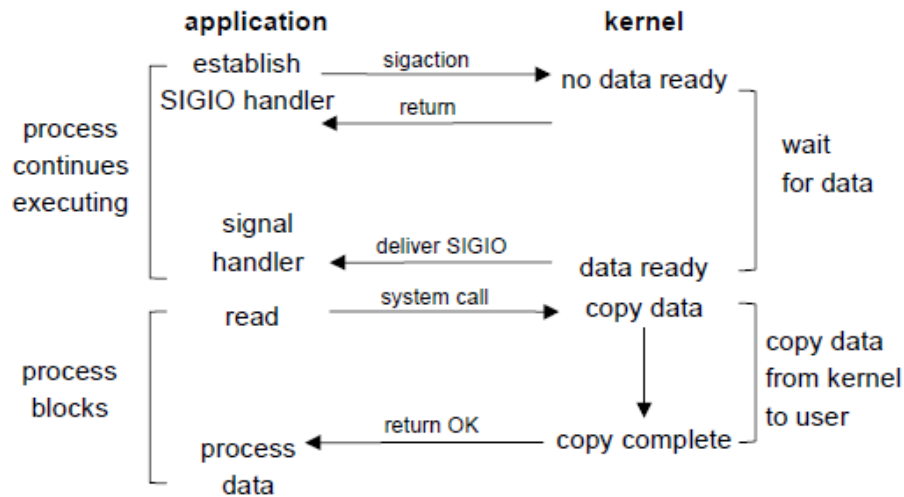 application
kernel
establish
SIGIO handler
sigaction
no data ready
return
process
continues
executing
wait
for data
signal
handler
deliver SIGIO
data ready
read
system call
copy data
process
blocks
copy data
from kernel
to user
return OK
copy complete
process
data